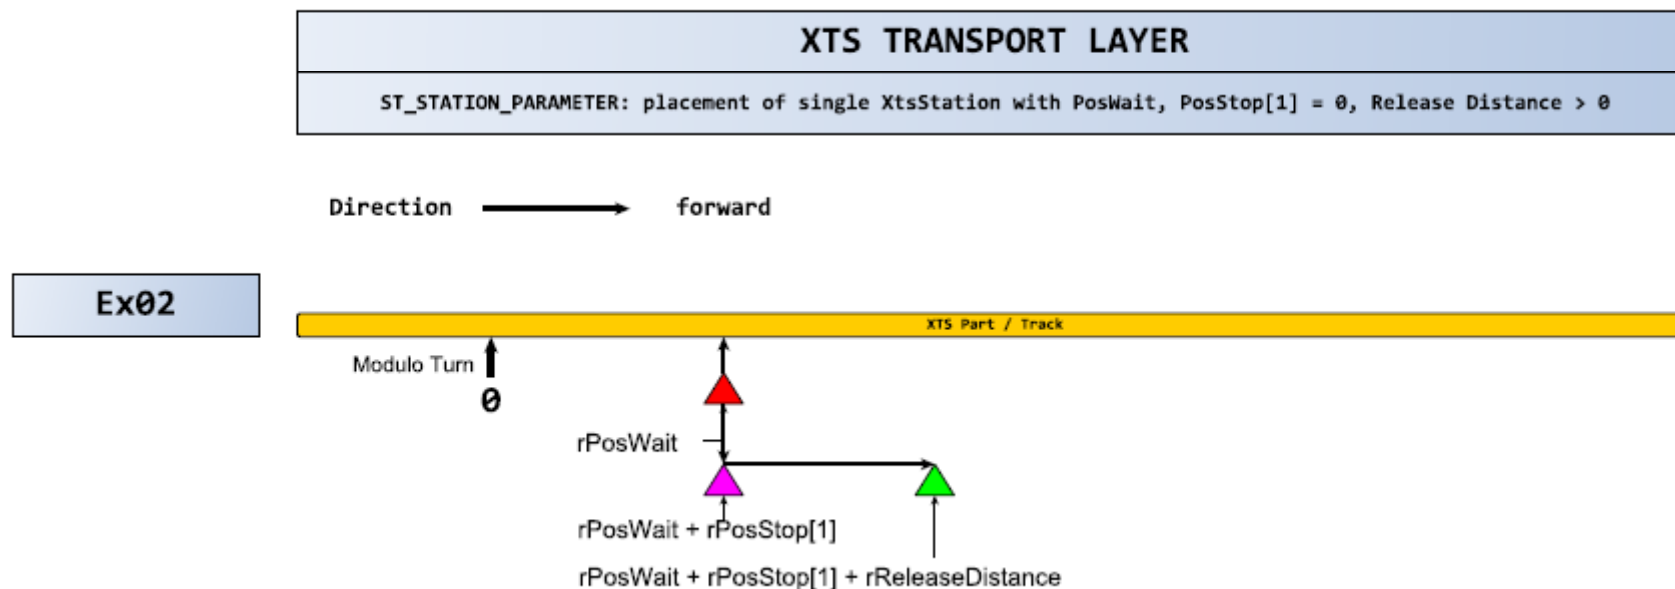 XTS TRANSPORT LAYER
ST_STATION_PARAMETER: placement of single XtsStation with PosWait, PosStop[1] = 0, Release Distance > 0
Direction forward
Ex02
XTS Part / Track
Modulo Turn
0
rPosWait
rPosWait + rPosStop[1]
rPosWait + rPosStop[1] + rReleaseDistance